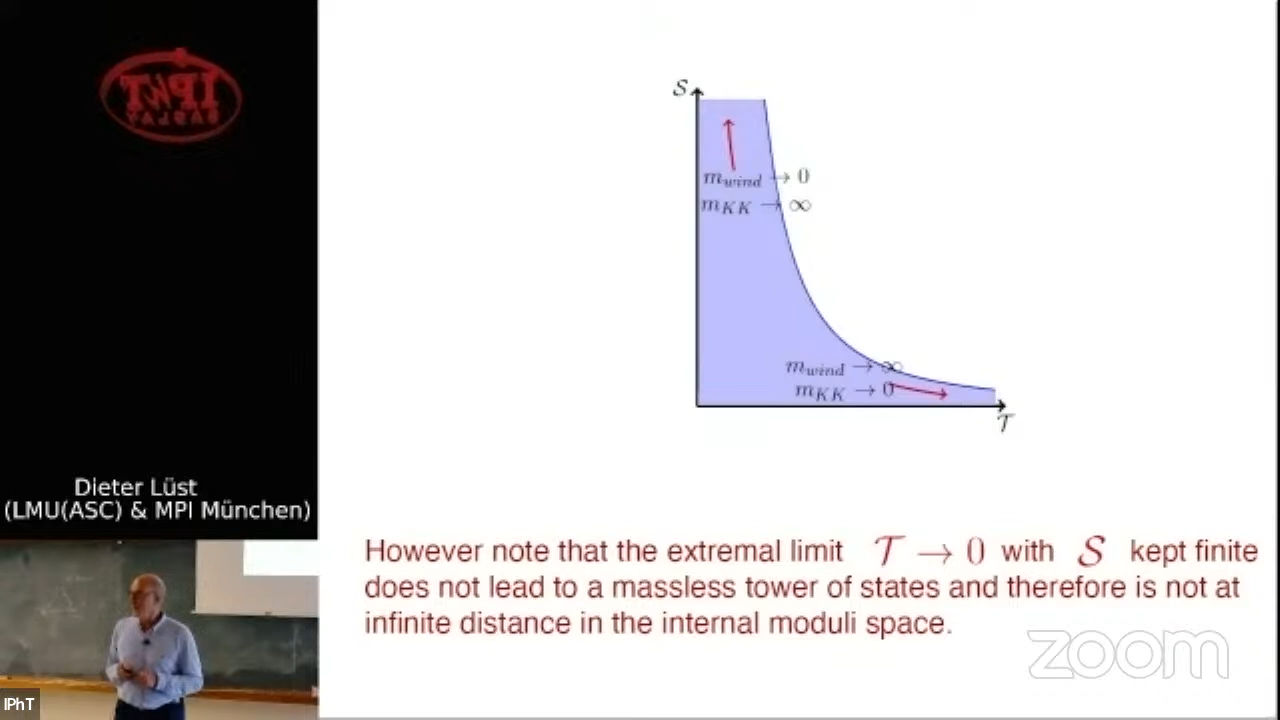 IPhT
SACLAY
S
m_wind → 0
m_KK → ∞
m_wind → ∞
m_KK → 0
T
Dieter Lüst
(LMU(ASC) & MPI München)
However note that the extremal limit T → 0 with S kept finite
does not lead to a massless tower of states and therefore is not at
infinite distance in the internal moduli space.
zoom
IPhT